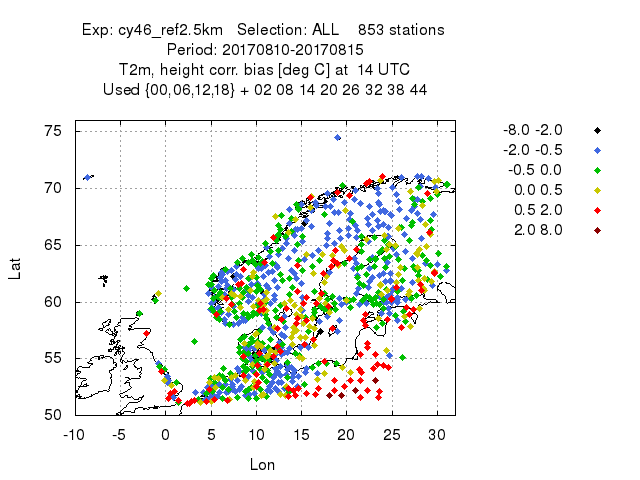 Exp: cy46_ref2.5km   Selection: ALL    853 stations
Period: 20170810-20170815
T2m, height corr. bias [deg C] at  14 UTC
Used {00,06,12,18} + 02 08 14 20 26 32 38 44
-8.0 -2.0
-2.0 -0.5
-0.5 0.0
0.0 0.5
0.5 2.0
2.0 8.0
75
70
65
60
55
50
Lat
-10 -5 0 5 10 15 20 25 30
Lon